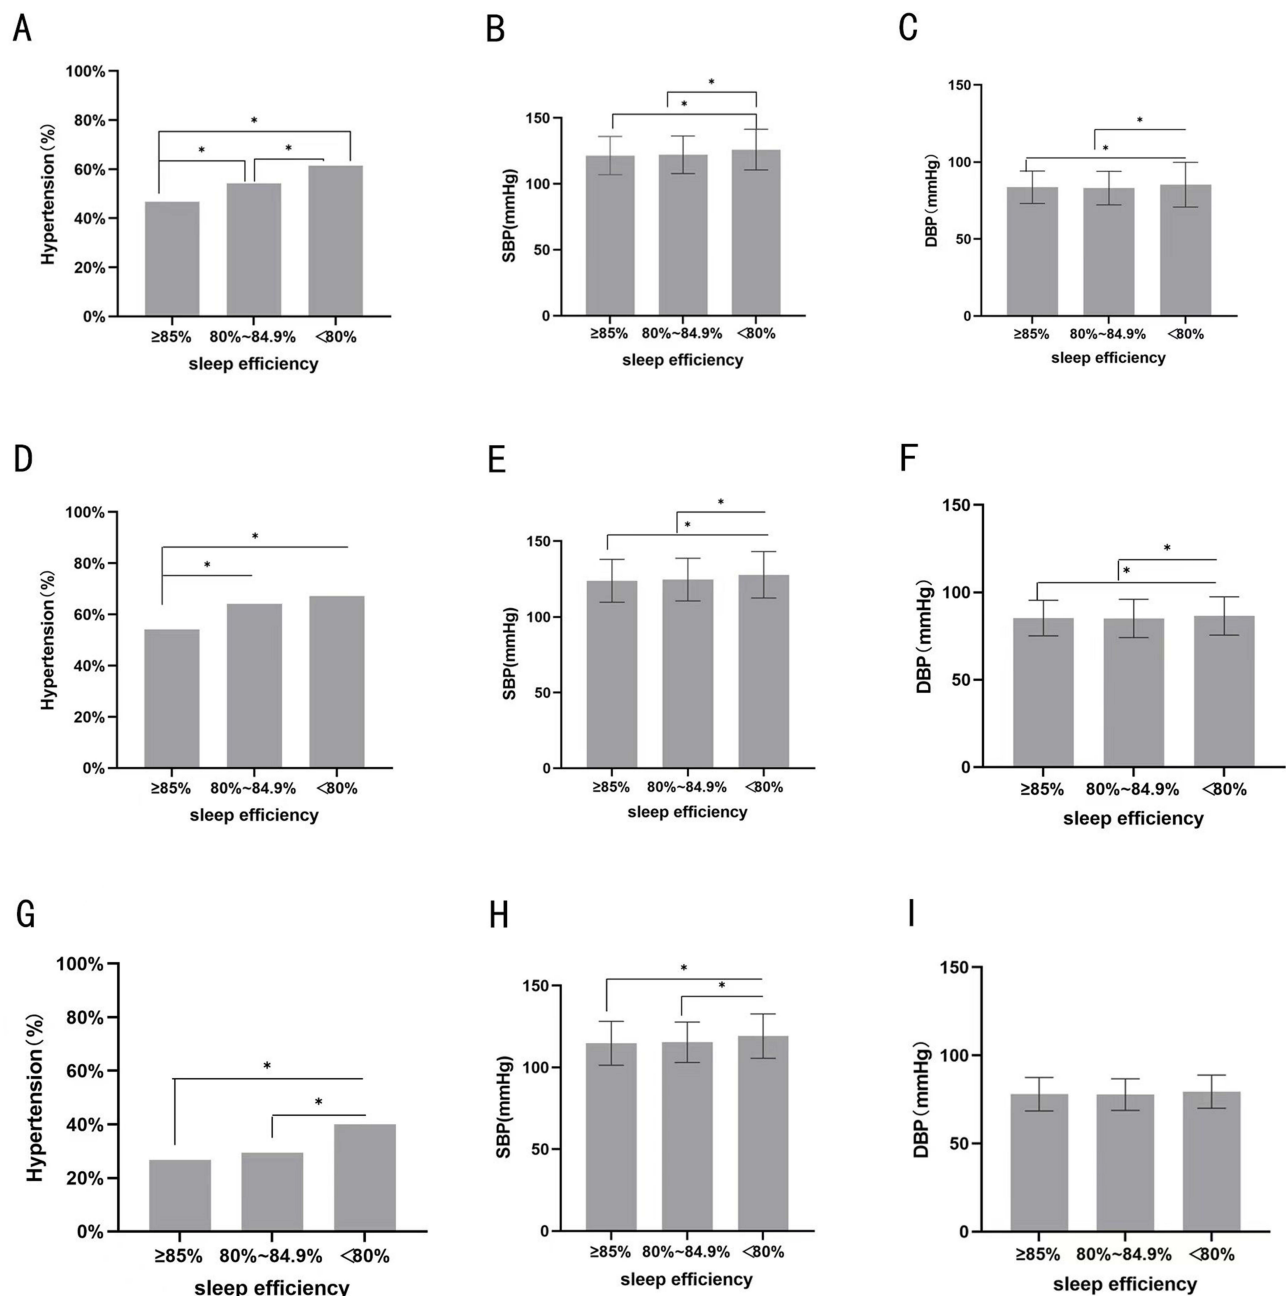 A
Hypertension(%)
100%
80%
60%
40%
20%
0%
*
*
*
≥85% 80%~84.9% <80%
sleep efficiency
B
SBP(mmHg)
150
100
50
0
*
*
≥85% 80%~84.9% <80%
sleep efficiency
C
DBP(mmHg)
150
100
50
0
*
*
≥85% 80%~84.9% <80%
sleep efficiency
D
Hypertension(%)
100%
80%
60%
40%
20%
0%
*
*
≥85% 80%~84.9% <80%
sleep efficiency
E
SBP(mmHg)
150
100
50
0
*
*
≥85% 80%~84.9% <80%
sleep efficiency
F
DBP(mmHg)
150
100
50
0
*
*
≥85% 80%~84.9% <80%
sleep efficiency
G
Hypertension(%)
100%
80%
60%
40%
20%
0%
*
*
≥85% 80%~84.9% <80%
sleep efficiency
H
SBP(mmHg)
150
100
50
0
*
*
≥85% 80%~84.9% <80%
sleep efficiency
I
DBP(mmHg)
150
100
50
0
≥85% 80%~84.9% <80%
sleep efficiency